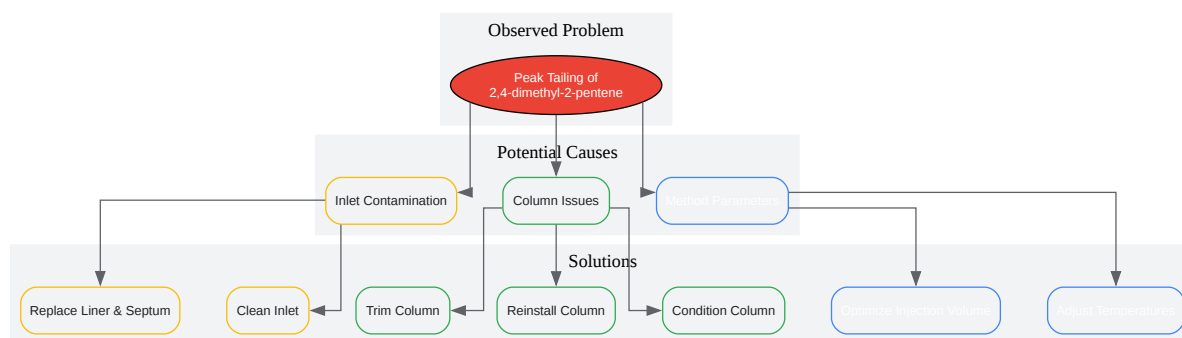 Observed Problem
Peak Tailing of
2,4-dimethyl-2-pentene
Potential Causes
Inlet Contamination
Column Issues
Method Parameters
Solutions
Replace Liner & Septum
Clean Inlet
Trim Column
Reinstall Column
Condition Column
Optimize Injection Volume
Adjust Temperatures